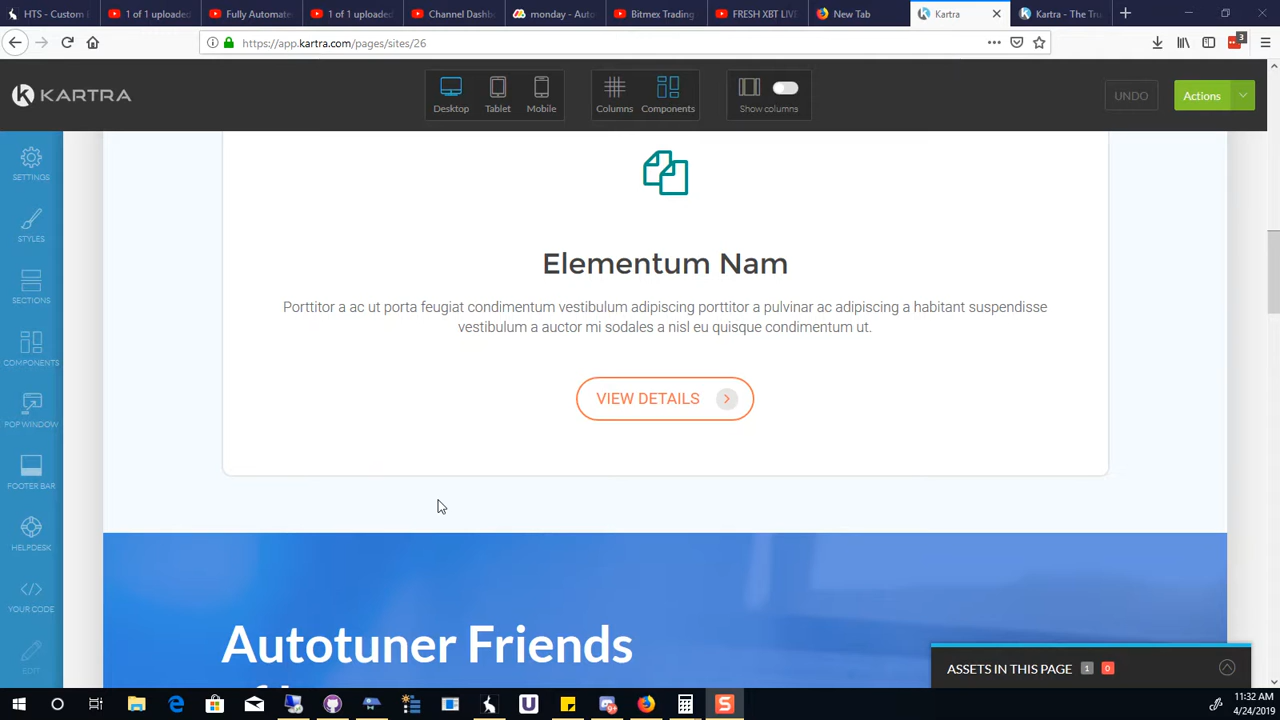 HTS - Custom
1 of 1 uploaded
Fully Automate
1 of 1 uploaded
Channel Dashb
monday - Auto
Bitmex Trading
FRESH XBT LIV
New Tab
Kartra
Kartra - The Tru
https://app.kartra.com/pages/sites/26
3
KARTRA
Desktop
Tablet
Mobile
Columns
Components
Show columns
UNDO
Actions
SETTINGS
STYLES
SECTIONS
COMPONENTS
POP WINDOW
FOOTER BAR
HELPDESK
YOUR CODE
EDIT
Elementum Nam
Porttitor a ac ut porta feugiat condimentum vestibulum adipiscing porttitor a pulvinar ac adipiscing a habitant suspendisse
vestibulum a auctor mi sodales a nisl eu quisque condimentum ut.
VIEW DETAILS
Autotuner Friends
ASSETS IN THIS PAGE 1 0
11:32 AM
4/24/2019